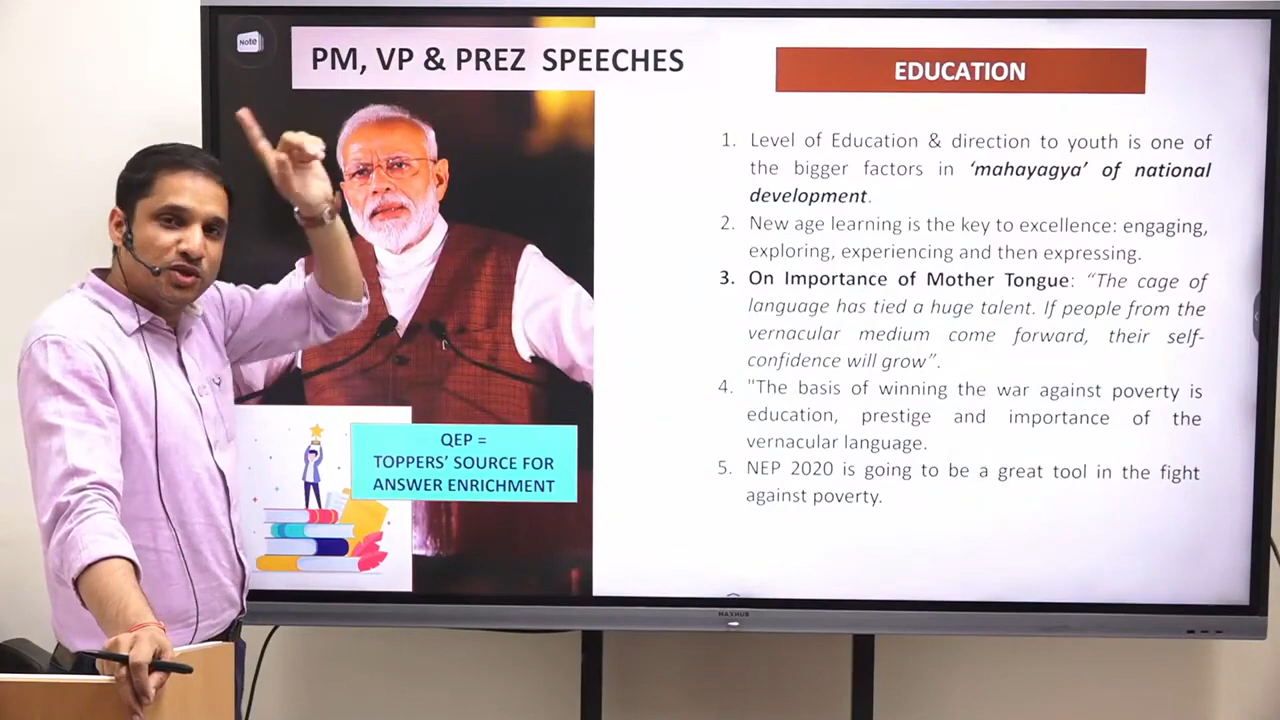 Note
PM, VP & PREZ SPEECHES
EDUCATION
1. Level of Education & direction to youth is one of
the bigger factors in ‘mahayagya’ of national
development.
2. New age learning is the key to excellence: engaging,
exploring, experiencing and then expressing.
3. On Importance of Mother Tongue: “The cage of
language has tied a huge talent. If people from the
vernacular medium come forward, their self-
confidence will grow”.
4. "The basis of winning the war against poverty is
education, prestige and importance of the
vernacular language.
5. NEP 2020 is going to be a great tool in the fight
against poverty.
QEP =
TOPPERS’ SOURCE FOR
ANSWER ENRICHMENT
MAXHUB